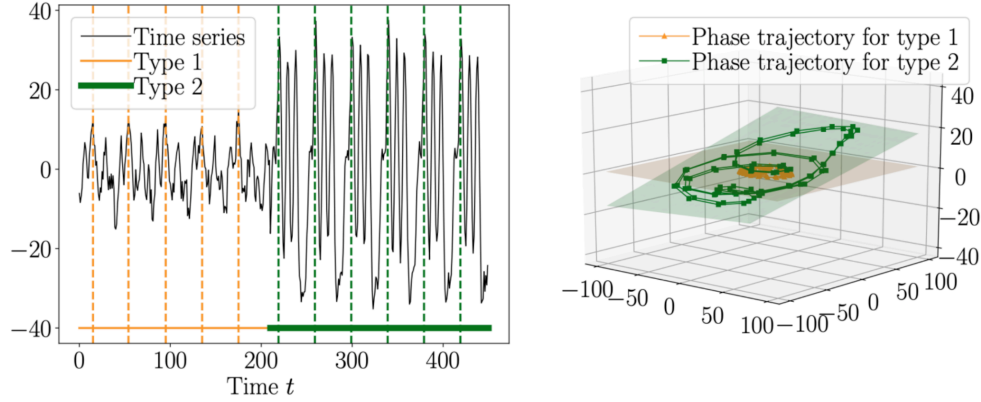 40
20
0
−20
−40
Time series
Type 1
Type 2
0 100 200 300 400
Time t
Phase trajectory for type 1
Phase trajectory for type 2
40
20
0
−20
−40
−100 −50 0 50 100
−100 −50 0 50 100